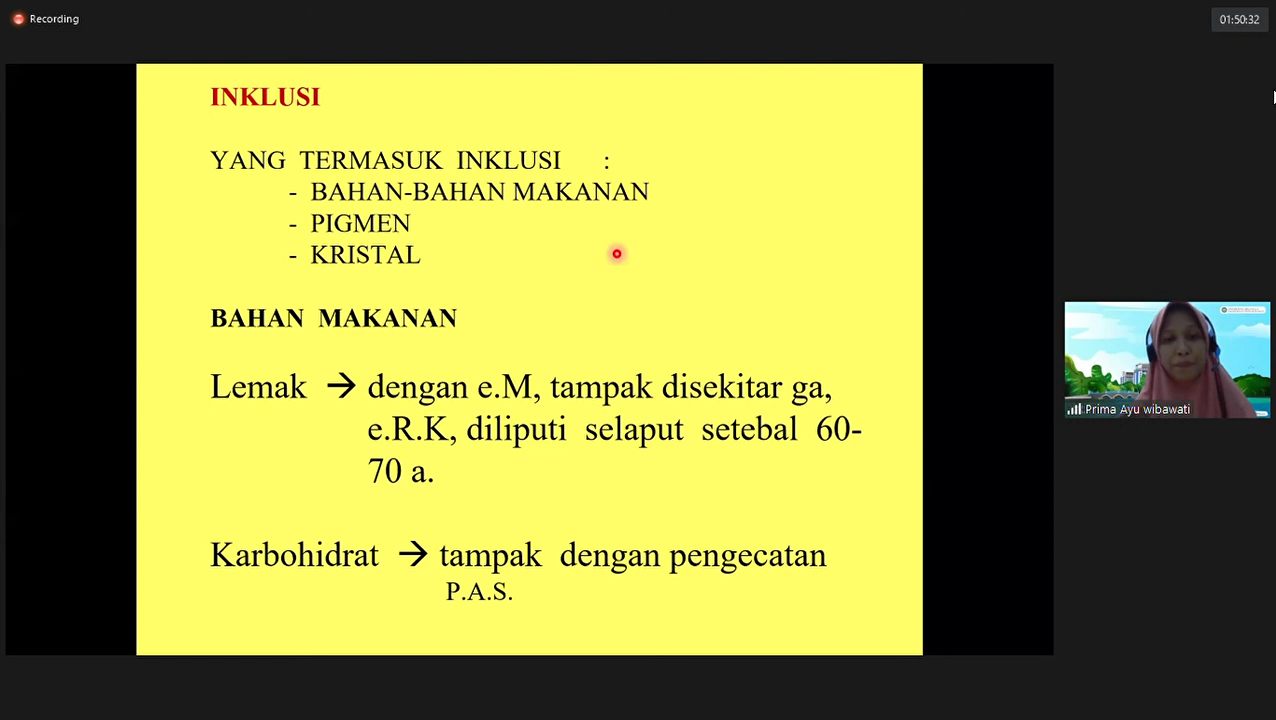 Recording
01:50:32
INKLUSI
YANG TERMASUK INKLUSI :
- BAHAN-BAHAN MAKANAN
- PIGMEN
- KRISTAL
BAHAN MAKANAN
Lemak → dengan e.M, tampak disekitar ga,
e.R.K, diliputi selaput setebal 60-
70 a.
Karbohidrat → tampak dengan pengecatan
P.A.S.
Prima Ayu wibawati